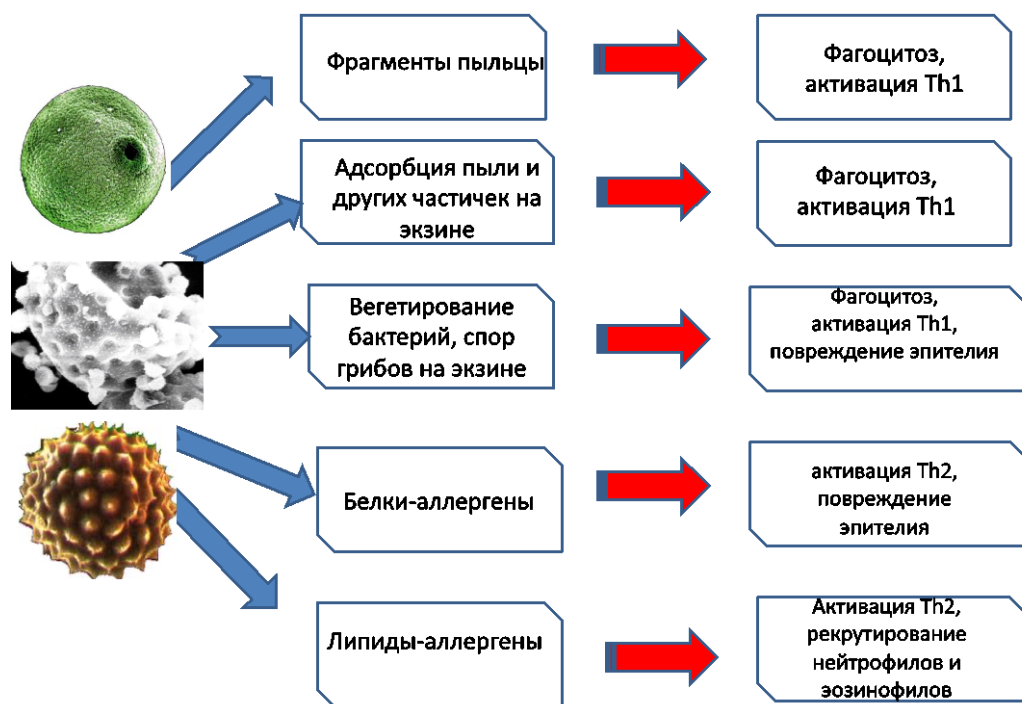 Фрагменты пыльцы
Фагоцитоз,
активация Th1
Адсорбция пыли и
других частичек на
экзине
Фагоцитоз,
активация Th1
Вегетирование
бактерий, спор
грибов на экзине
Фагоцитоз,
активация Th1,
повреждение эпителия
Белки-аллергены
активация Th2,
повреждение
эпителия
Липиды-аллергены
Активация Th2,
рекрутирование
нейтрофилов и
эозинофилов